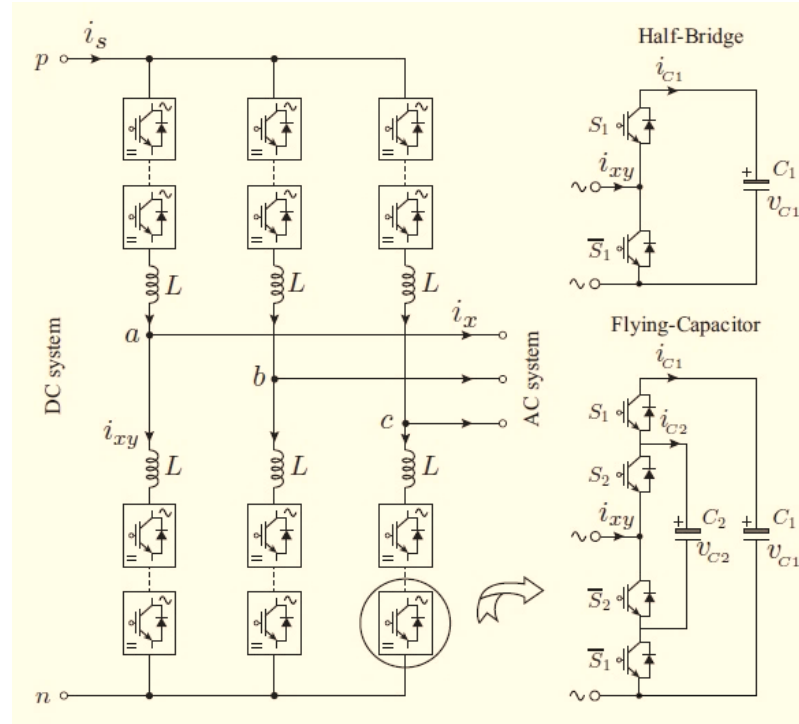 p
i_s
L
L
L
a
i_x
b
c
i_xy
L
L
L
n
DC system
AC system
Half-Bridge
i_C1
S_1
i_xy
S̅_1
+
C_1
v_C1
Flying-Capacitor
i_C1
S_1
i_C2
S_2
i_xy
+
C_2
v_C2
+
C_1
v_C1
S̅_2
S̅_1